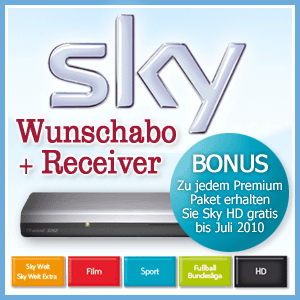 sky
Wunschabo
+ Receiver
BONUS
Zu jedem Premium
Paket erhalten
Sie Sky HD gratis
bis Juli 2010
Sky Welt
Sky Welt Extra
Film
Sport
Fußball
Bundesliga
HD